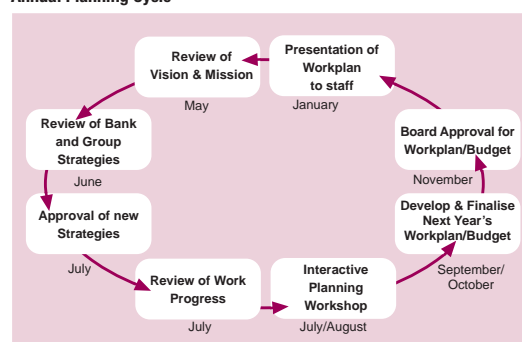 Annual Planning Cycle
Presentation of
Workplan
to staff
January
Review of
Vision & Mission
May
Review of Bank
and Group
Strategies
June
Approval of new
Strategies
July
Review of Work
Progress
July
Interactive
Planning
Workshop
July/August
Develop & Finalise
Next Year's
Workplan/Budget
September/
October
Board Approval for
Workplan/Budget
November